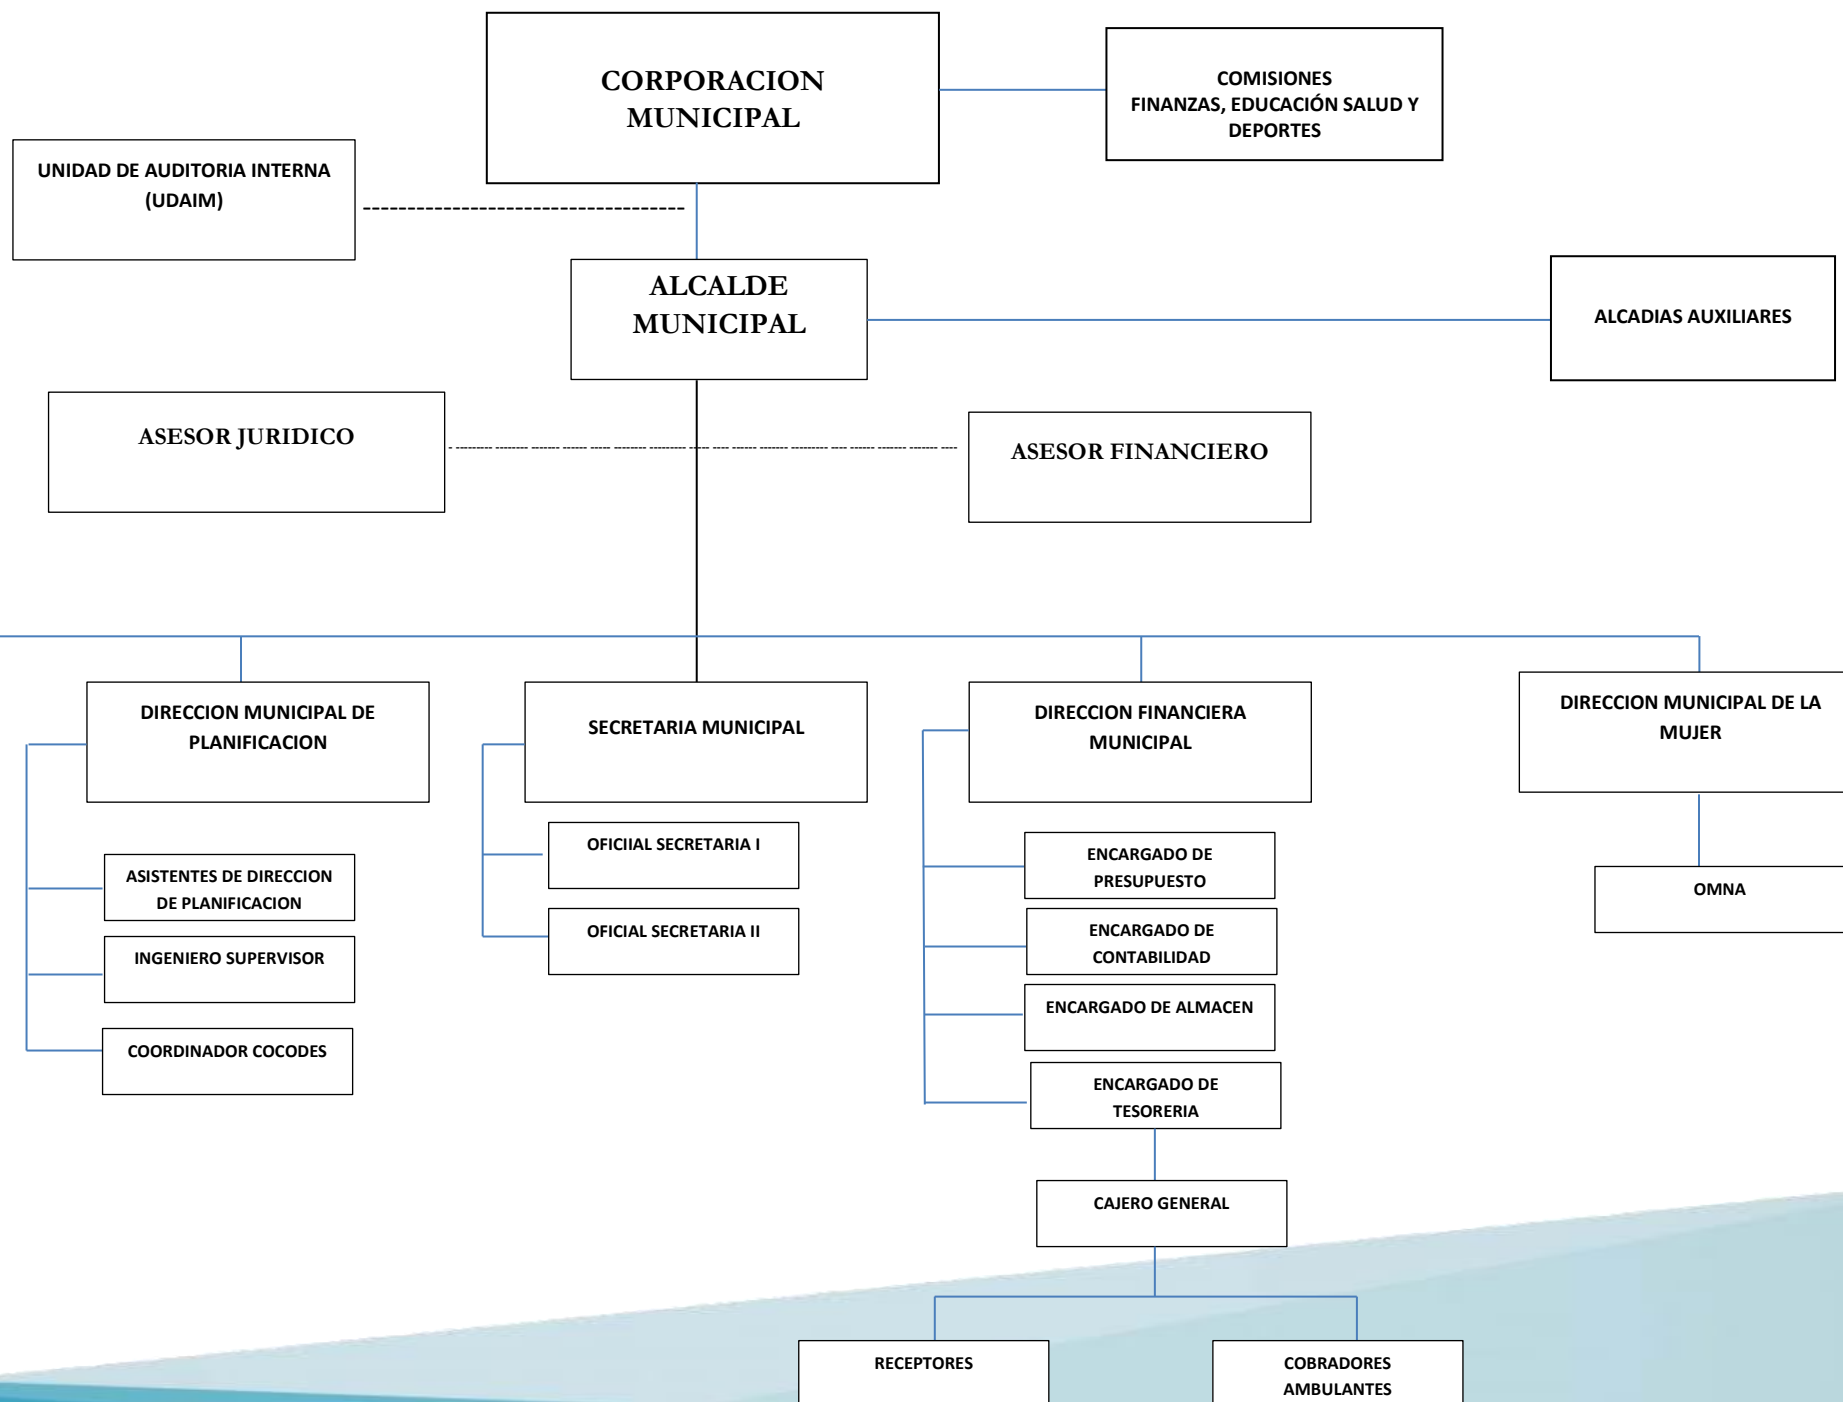 CORPORACION
MUNICIPAL
COMISIONES
FINANZAS, EDUCACIÓN SALUD Y
DEPORTES
UNIDAD DE AUDITORIA INTERNA
(UDAIM)
ALCALDE
MUNICIPAL
ALCADIAS AUXILIARES
ASESOR JURIDICO
ASESOR FINANCIERO
DIRECCION MUNICIPAL DE
PLANIFICACION
SECRETARIA MUNICIPAL
DIRECCION FINANCIERA
MUNICIPAL
DIRECCION MUNICIPAL DE LA
MUJER
ASISTENTES DE DIRECCION
DE PLANIFICACION
INGENIERO SUPERVISOR
COORDINADOR COCODES
OFICIIAL SECRETARIA I
OFICIAL SECRETARIA II
ENCARGADO DE
PRESUPUESTO
ENCARGADO DE
CONTABILIDAD
ENCARGADO DE ALMACEN
ENCARGADO DE
TESORERIA
OMNA
CAJERO GENERAL
RECEPTORES
COBRADORES
AMBULANTES